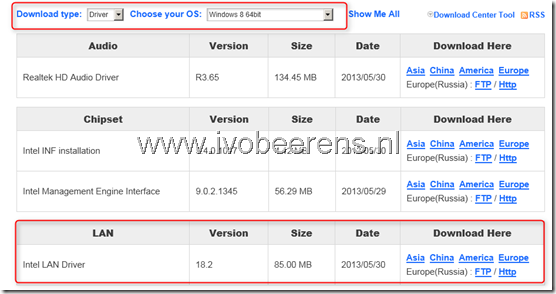 Download type: Driver Choose your OS: Windows 8 64bit Show Me All Download Center Tool RSS
Audio Version Size Date Download Here
Realtek HD Audio Driver R3.65 134.45 MB 2013/05/30 Asia China America Europe
Europe(Russia) : FTP / Http
Chipset Version Size Date Download Here
www.ivobeerens.nl
Intel INF installation MB 2013/05/30 Asia China America Europe
Europe(Russia) : FTP / Http
Intel Management Engine Interface 9.0.2.1345 56.29 MB 2013/05/29 Asia China America Europe
Europe(Russia) : FTP / Http
LAN Version Size Date Download Here
Intel LAN Driver 18.2 85.00 MB 2013/05/30 Asia China America Europe
Europe(Russia) : FTP / Http